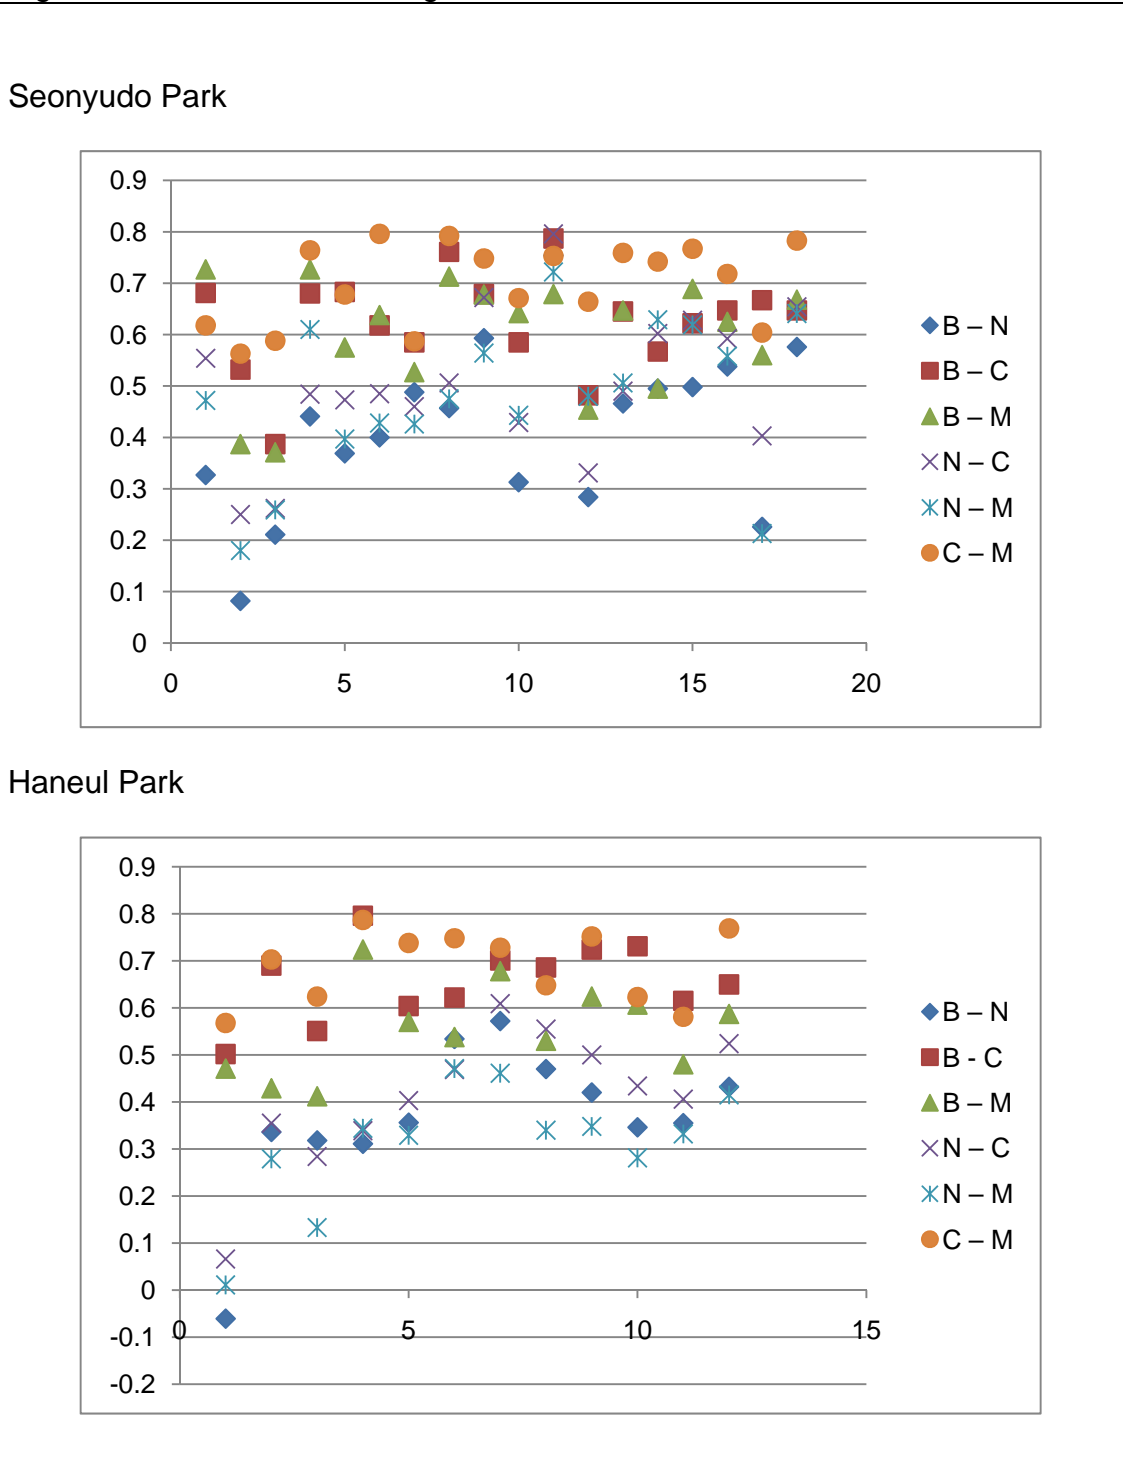 Seonyudo Park
0.9
0.8
0.7
0.6
0.5
0.4
0.3
0.2
0.1
0
0 5 10 15 20
B – N
B – C
B – M
N – C
N – M
C – M
Haneul Park
0.9
0.8
0.7
0.6
0.5
0.4
0.3
0.2
0.1
0
-0.1
-0.2
0 5 10 15
B – N
B - C
B – M
N – C
N – M
C – M